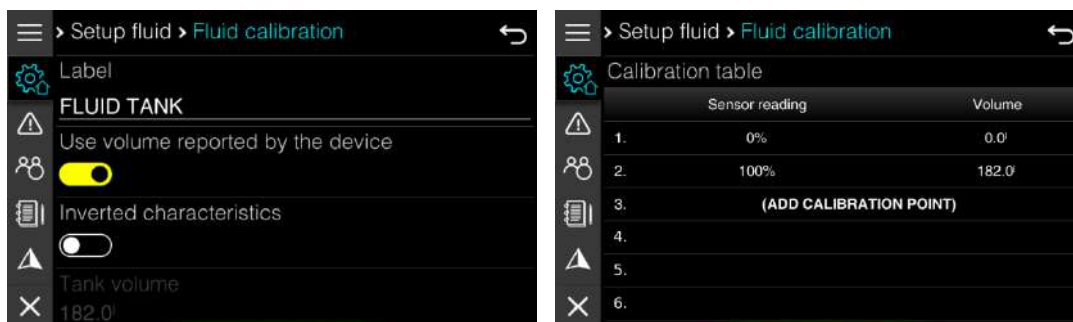 > Setup fluid > Fluid calibration
Label
FLUID TANK
Use volume reported by the device
Inverted characteristics
Tank volume
182.0l
> Setup fluid > Fluid calibration
Calibration table
Sensor reading Volume
1. 0% 0.0l
2. 100% 182.0l
3. (ADD CALIBRATION POINT)
4.
5.
6.